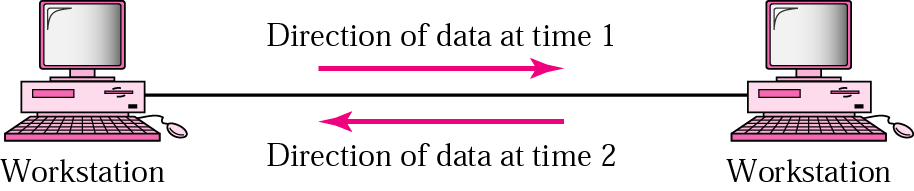 Direction of data at time 1
Direction of data at time 2
Workstation
Workstation